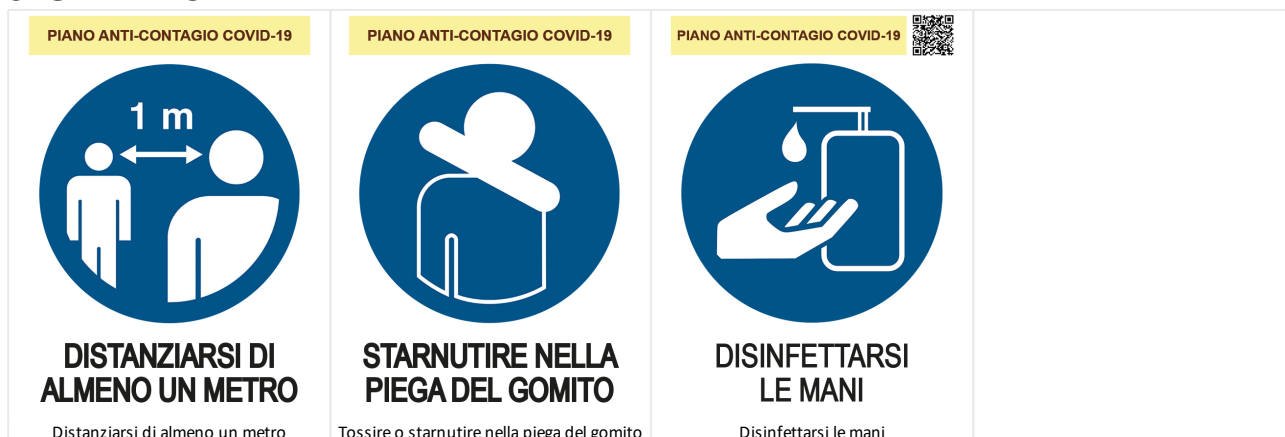 PIANO ANTI-CONTAGIO COVID-19
1 m
DISTANZIARSI DI
ALMENO UN METRO
Distanziarsi di almeno un metro
PIANO ANTI-CONTAGIO COVID-19
STARNUTIRE NELLA
PIEGA DEL GOMITO
Tossire o starnutire nella piega del gomito
PIANO ANTI-CONTAGIO COVID-19
DISINFETTARSI
LE MANI
Disinfettarsi le mani